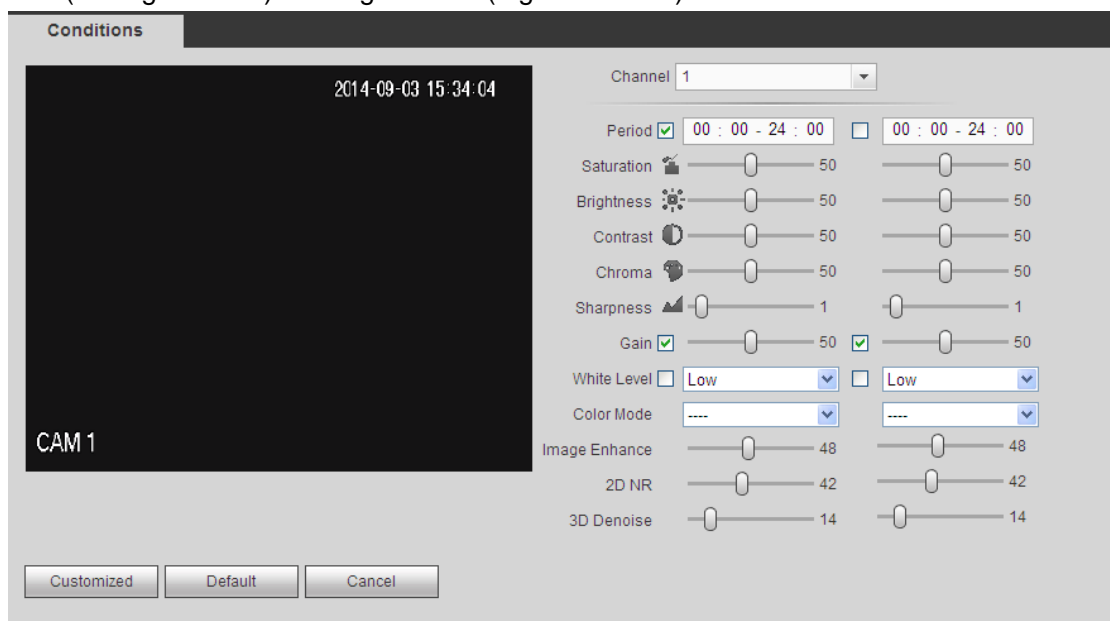 Conditions
2014-09-03 15:34:04
CAM 1
Channel 1
Period 00 : 00 - 24 : 00 00 : 00 - 24 : 00
Saturation 50 50
Brightness 50 50
Contrast 50 50
Chroma 50 50
Sharpness 1 1
Gain 50 50
White Level Low Low
Color Mode ---- ----
Image Enhance 48 48
2D NR 42 42
3D Denoise 14 14
Customized Default Cancel